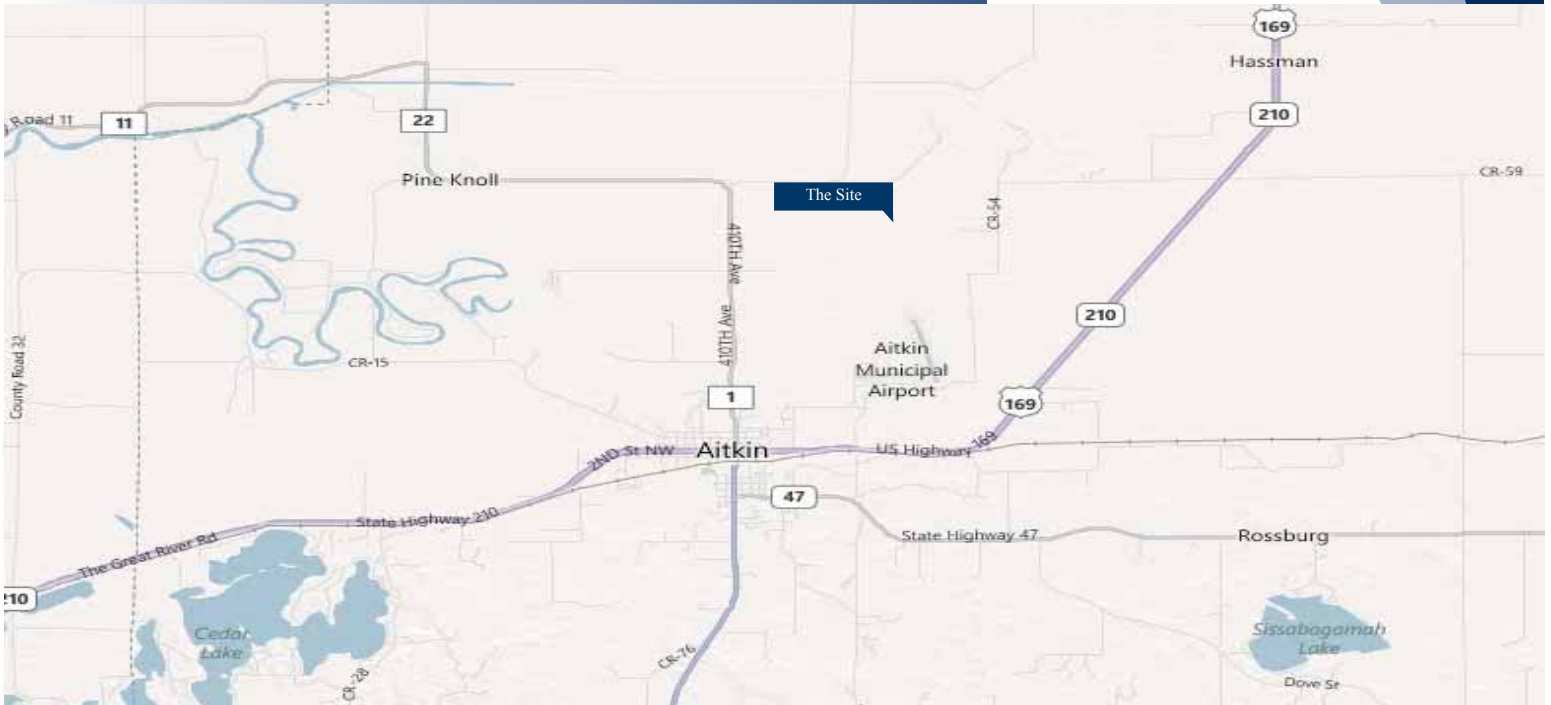 169
Hassman
Road 11
11
22
210
CR-59
Pine Knoll
The Site
CR-54
410TH Ave
410TH Ave
210
County Road 32
CR-15
Aitkin
Municipal
Airport
1
169
2ND St NW
Aitkin
US Highway 169
47
State Highway 210
State Highway 47
Rossburg
The Great River Rd
210
Cedar
Lake
Sissabagamah
Lake
CR-76
CR-28
Dove St